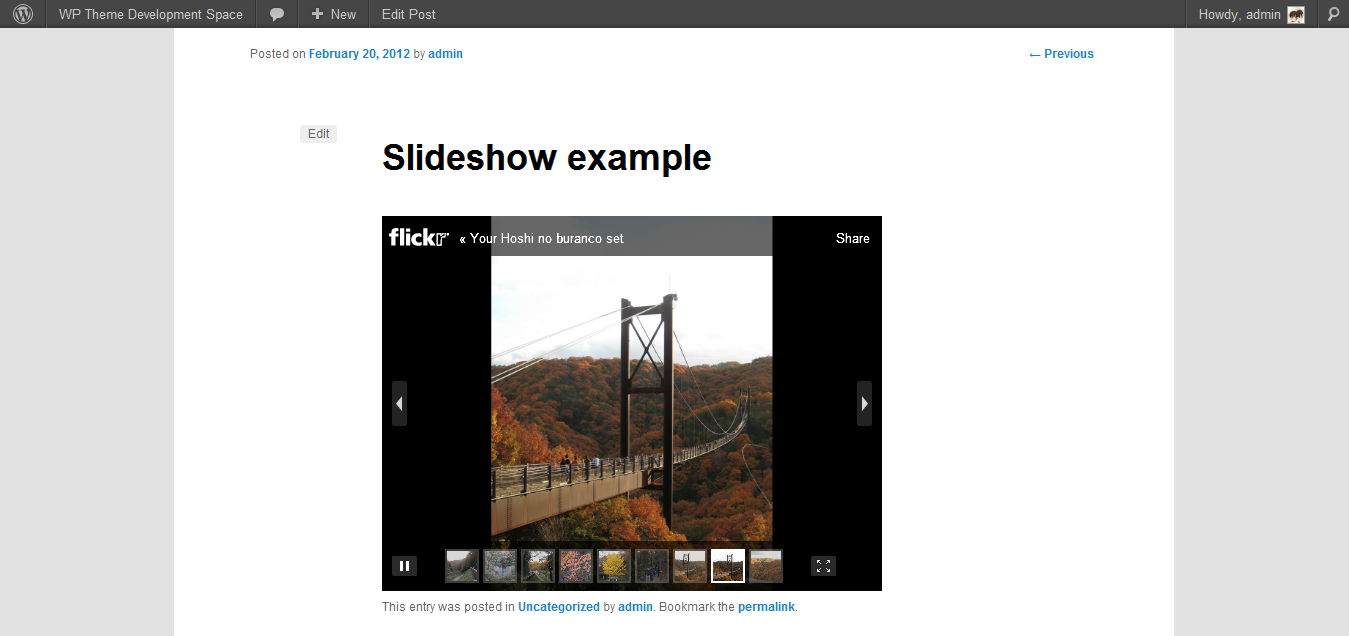 WP Theme Development Space New Edit Post Howdy, admin
Posted on February 20, 2012 by admin ← Previous
Edit
Slideshow example
flickr « Your Hoshi no buranco set Share
This entry was posted in Uncategorized by admin. Bookmark the permalink.